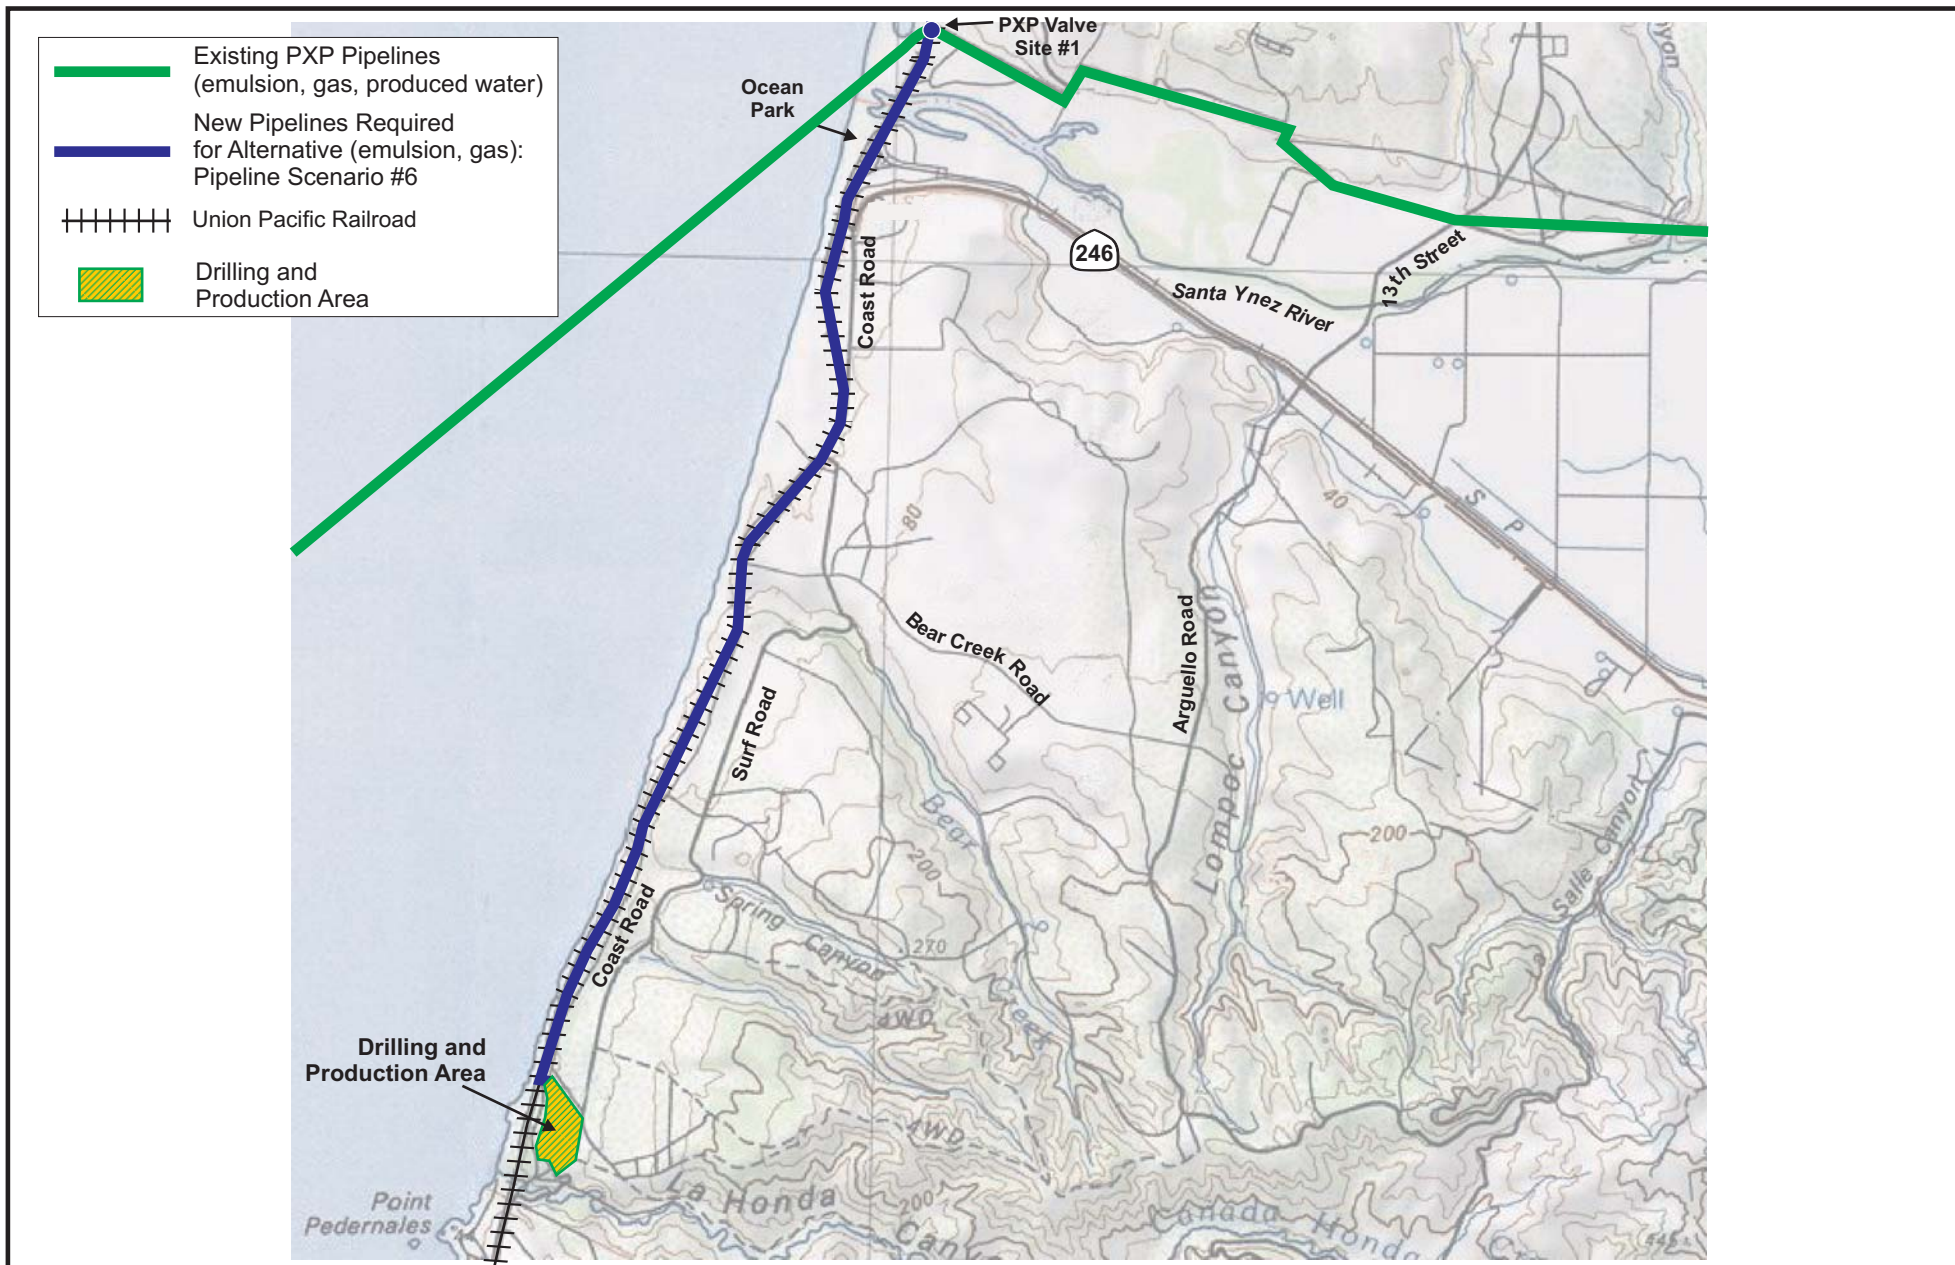 Existing PXP Pipelines
(emulsion, gas, produced water)
New Pipelines Required
for Alternative (emulsion, gas):
Pipeline Scenario #6
Union Pacific Railroad
Drilling and
Production Area
PXP Valve
Site #1
Ocean
Park
Coast Road
246
Santa Ynez River
13th Street
80
40
S P
Bear Creek Road
Arguello Road
Lompoc Canyon
Well
Surf Road
Bear Creek
200
200
Salle Canyon
Spring Canyon
270
Coast Road
4WD
4WD
Drilling and
Production Area
La Honda
200
Canada Honda
Point
Pedernales